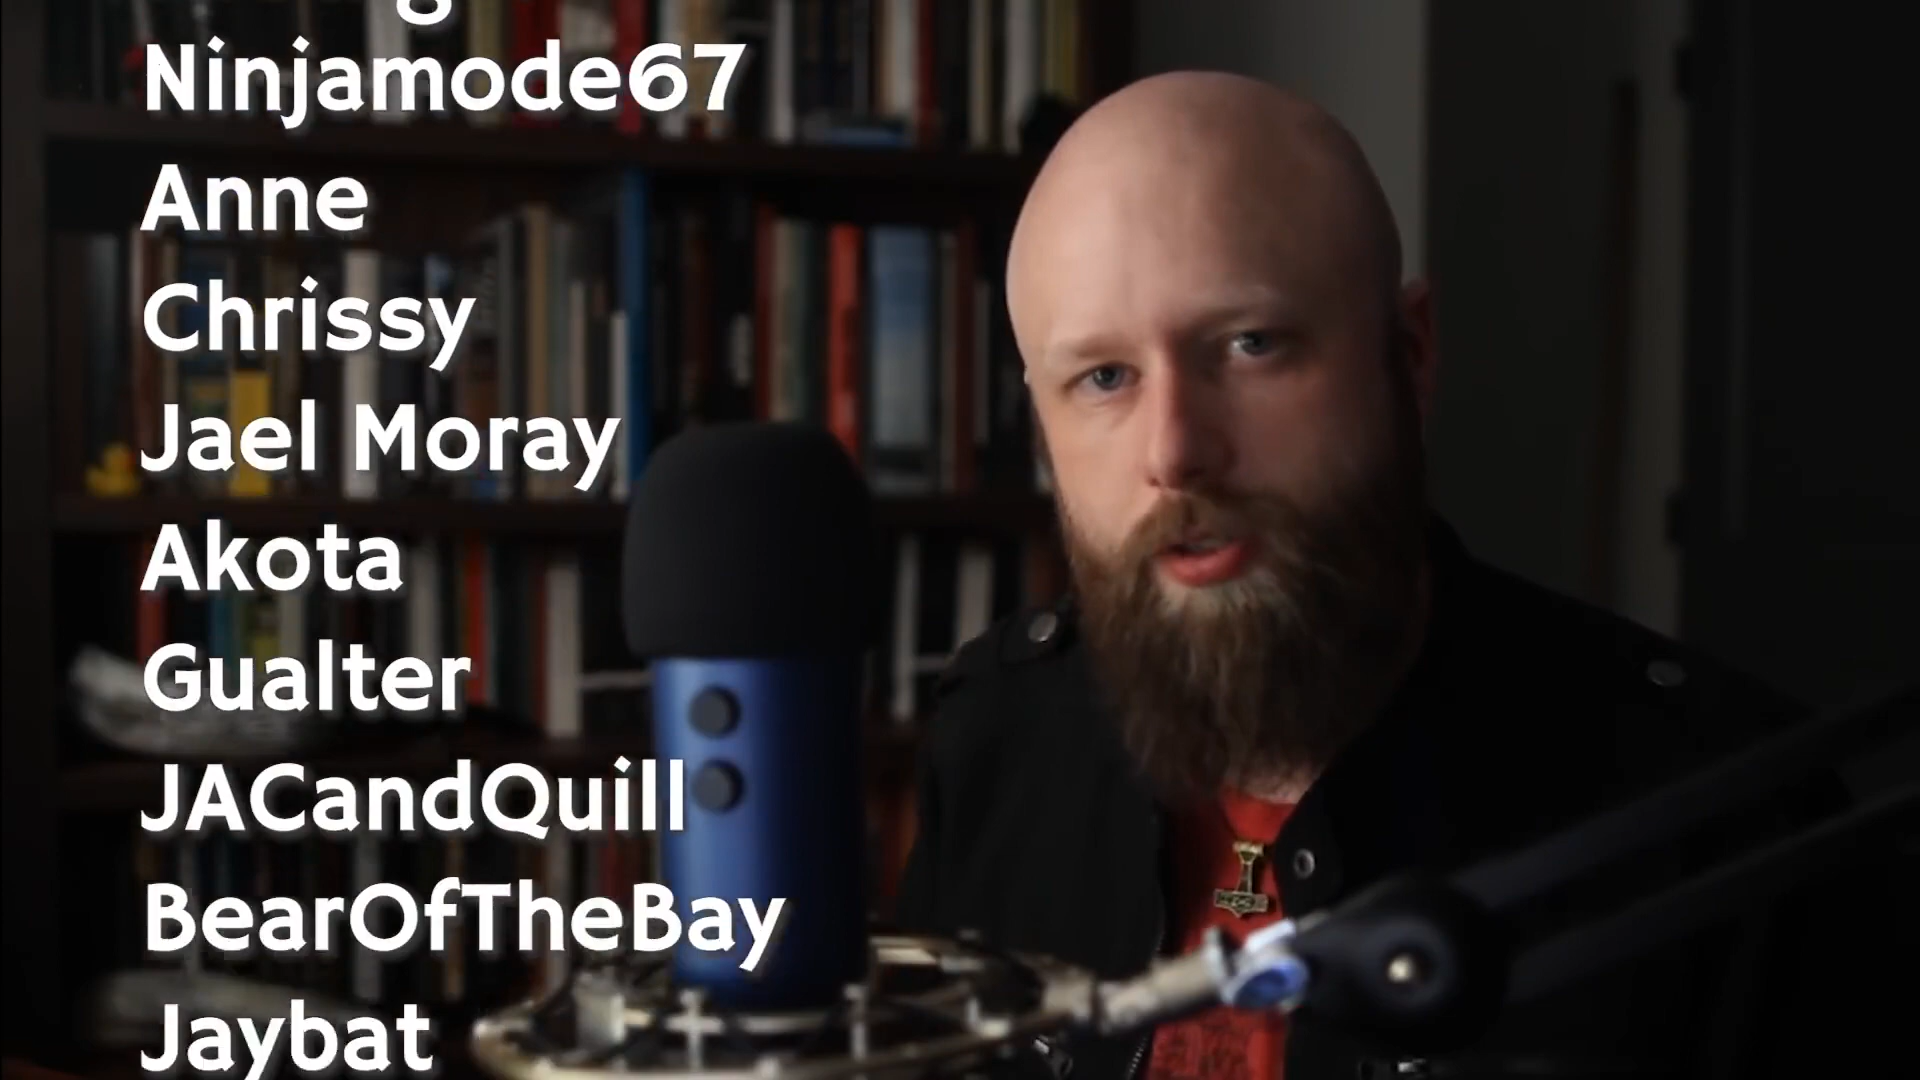 Ninjamode67
Anne
Chrissy
Jael Moray
Akota
Gualter
JACandQuill
BearOfTheBay
Jaybat